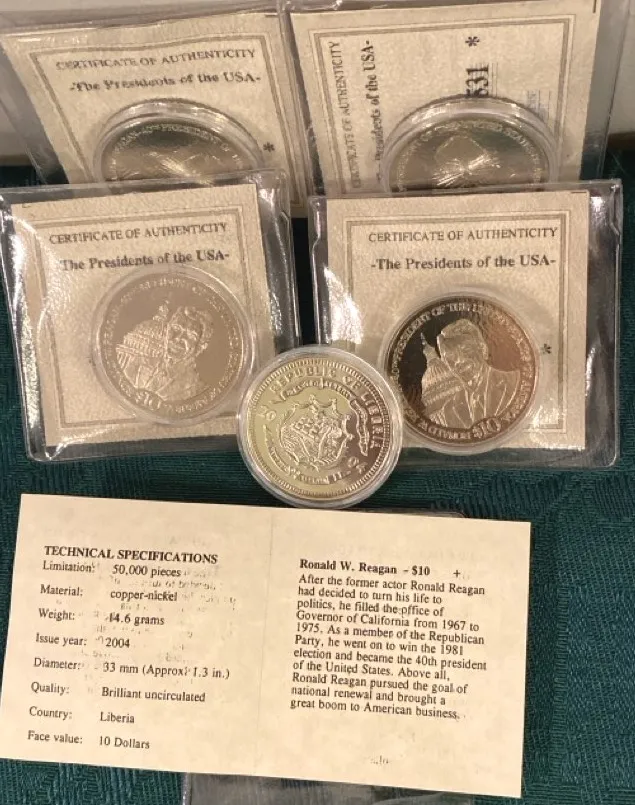 CERTIFICATE OF AUTHENTICITY
-The Presidents of the USA-
CERTIFICATE OF AUTHENTICITY
Presidents of the USA-
831 *
*
CERTIFICATE OF AUTHENTICITY
The Presidents of the USA-
$10
CERTIFICATE OF AUTHENTICITY
-The Presidents of the USA-
PRESIDENT OF THE
$10
*
REPUBLIC OF LIBERIA
TECHNICAL SPECIFICATIONS
Limitation: 50,000 pieces
Material: copper-nickel
Weight: 14.6 grams
Issue year: 2004
Diameter: 33 mm (Approx. 1.3 in.)
Quality: Brilliant uncirculated
Country: Liberia
Face value: 10 Dollars
Ronald W. Reagan - $10 +
After the former actor Ronald Reagan
had decided to turn his life to
politics, he filled the office of
Governor of California from 1967 to
1975. As a member of the Republican
Party, he went on to win the 1981
election and became the 40th president
of the United States. Above all,
Ronald Reagan pursued the goal of
national renewal and brought a
great boom to American business.